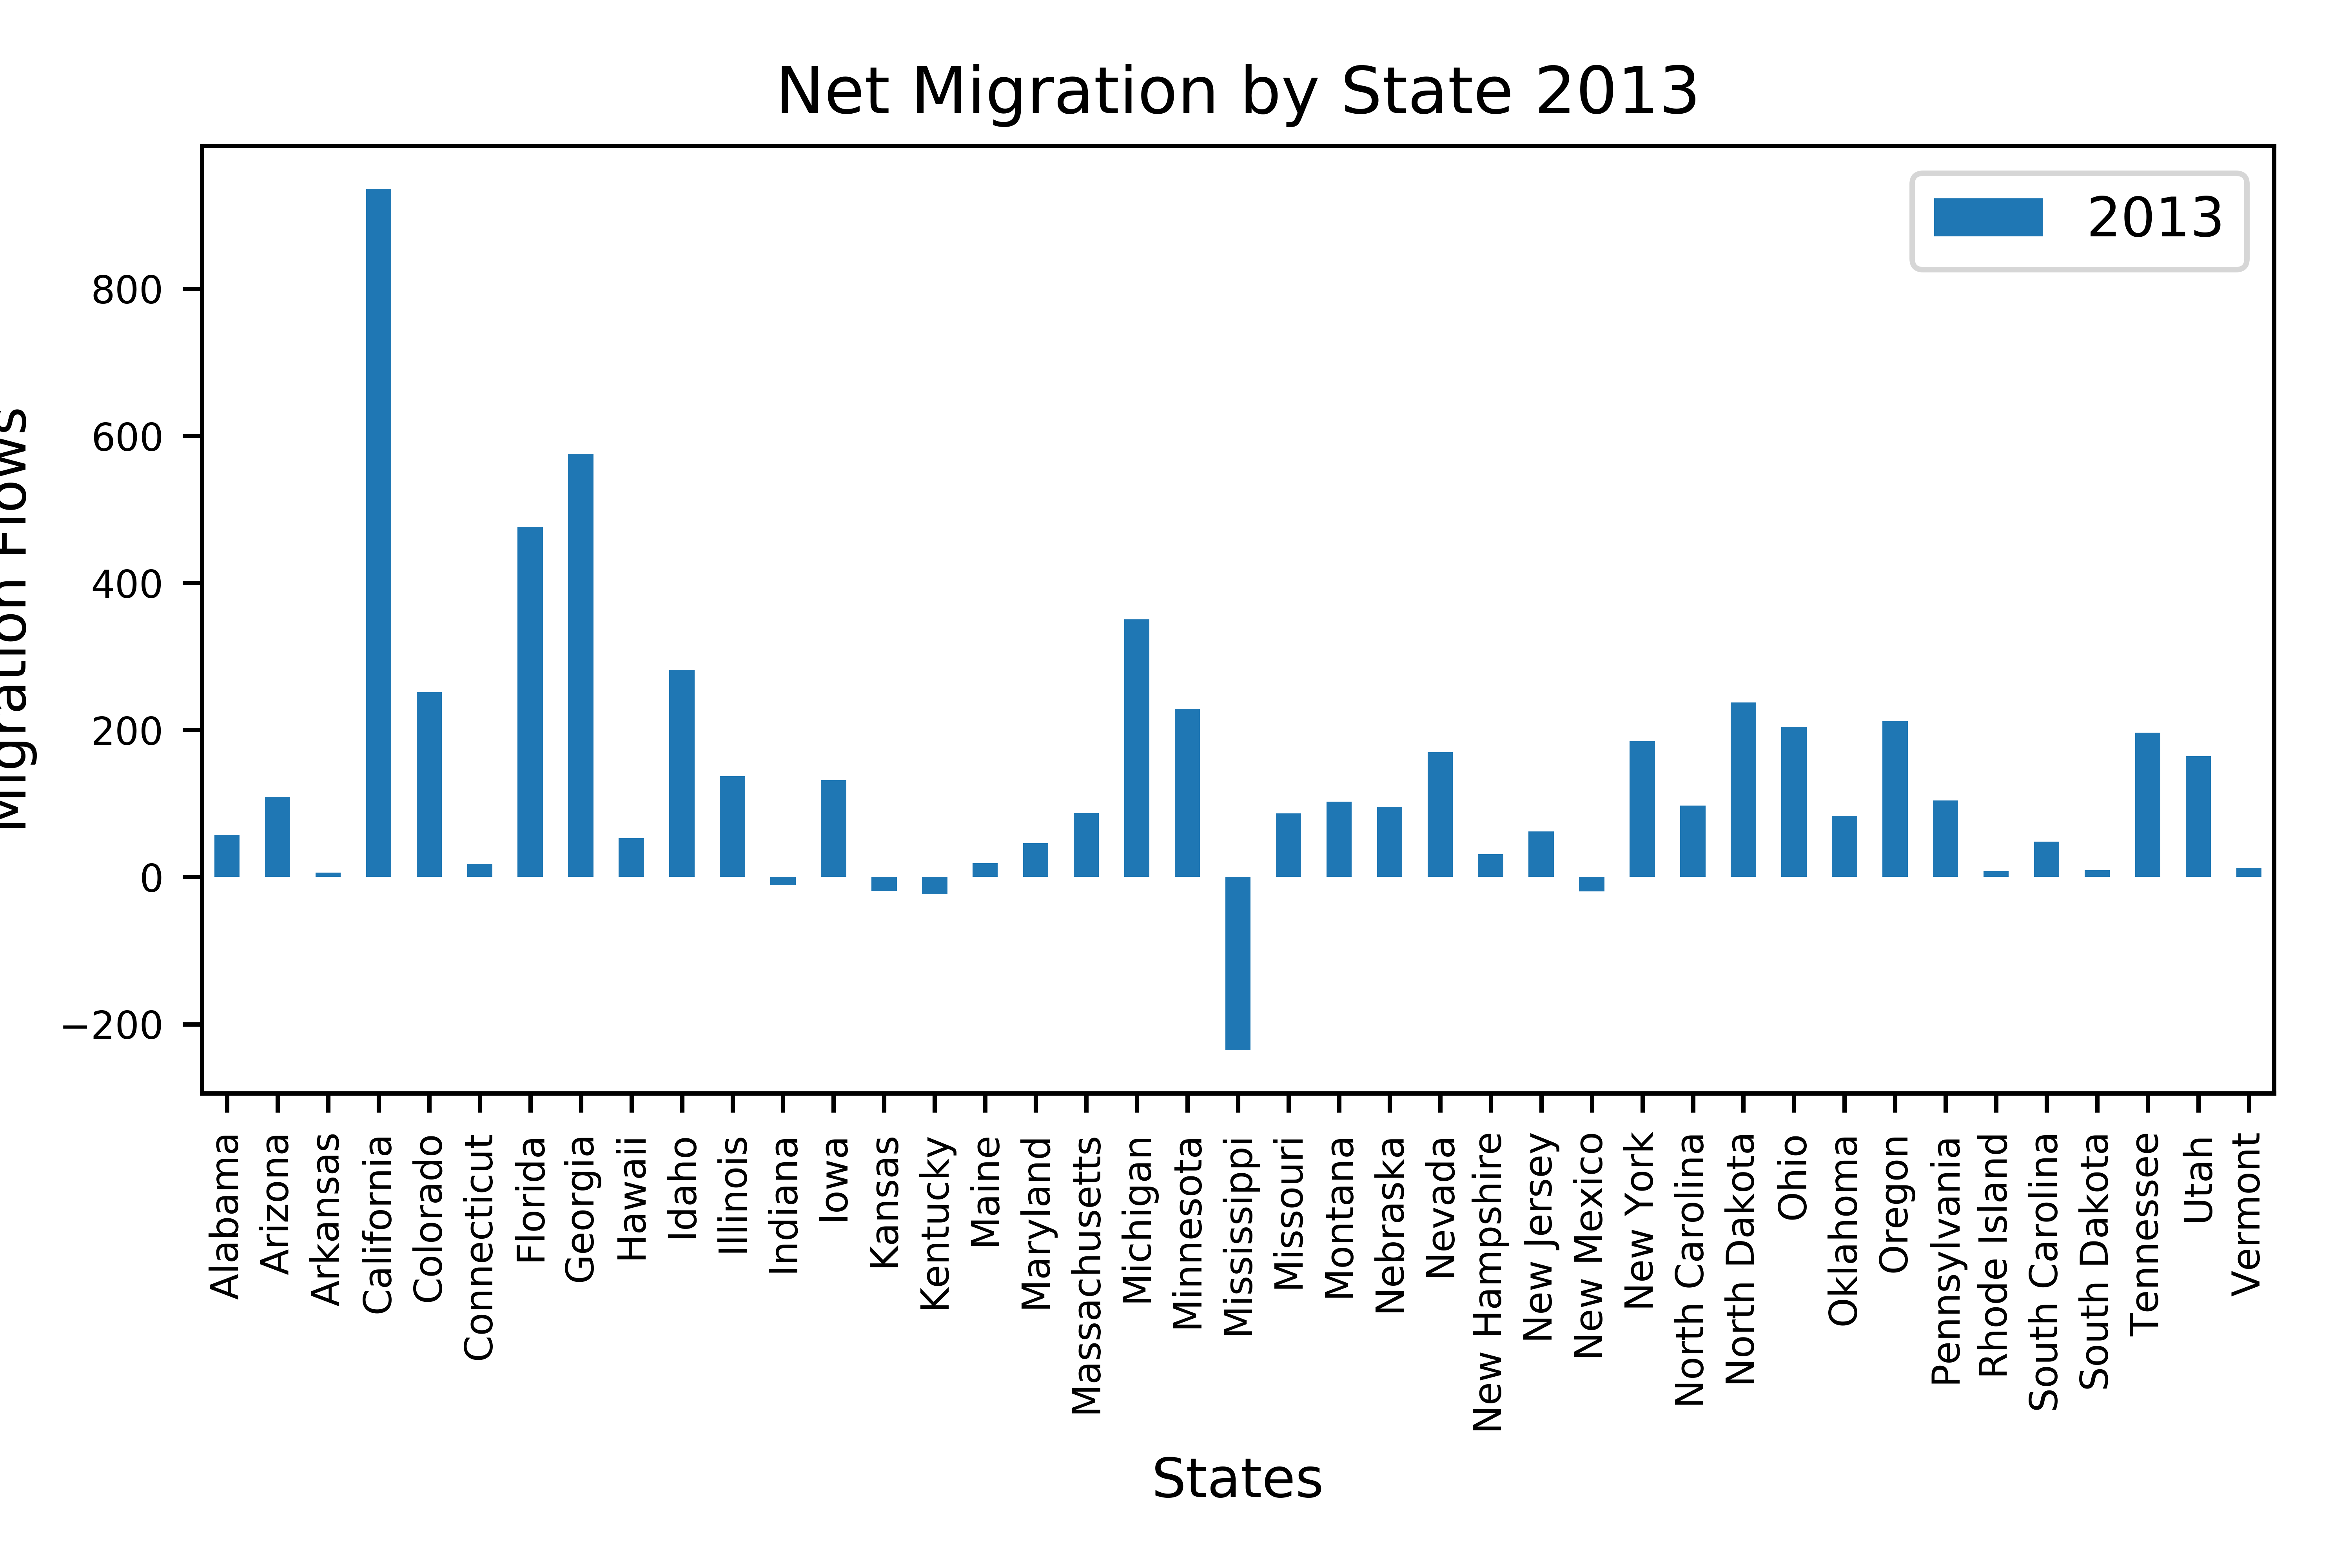 Net Migration by State 2013
2013
800
600
400
200
0
−200
Migration Flows
Alabama
Arizona
Arkansas
California
Colorado
Connecticut
Florida
Georgia
Hawaii
Idaho
Illinois
Indiana
Iowa
Kansas
Kentucky
Maine
Maryland
Massachusetts
Michigan
Minnesota
Mississippi
Missouri
Montana
Nebraska
Nevada
New Hampshire
New Jersey
New Mexico
New York
North Carolina
North Dakota
Ohio
Oklahoma
Oregon
Pennsylvania
Rhode Island
South Carolina
South Dakota
Tennessee
Utah
Vermont
States